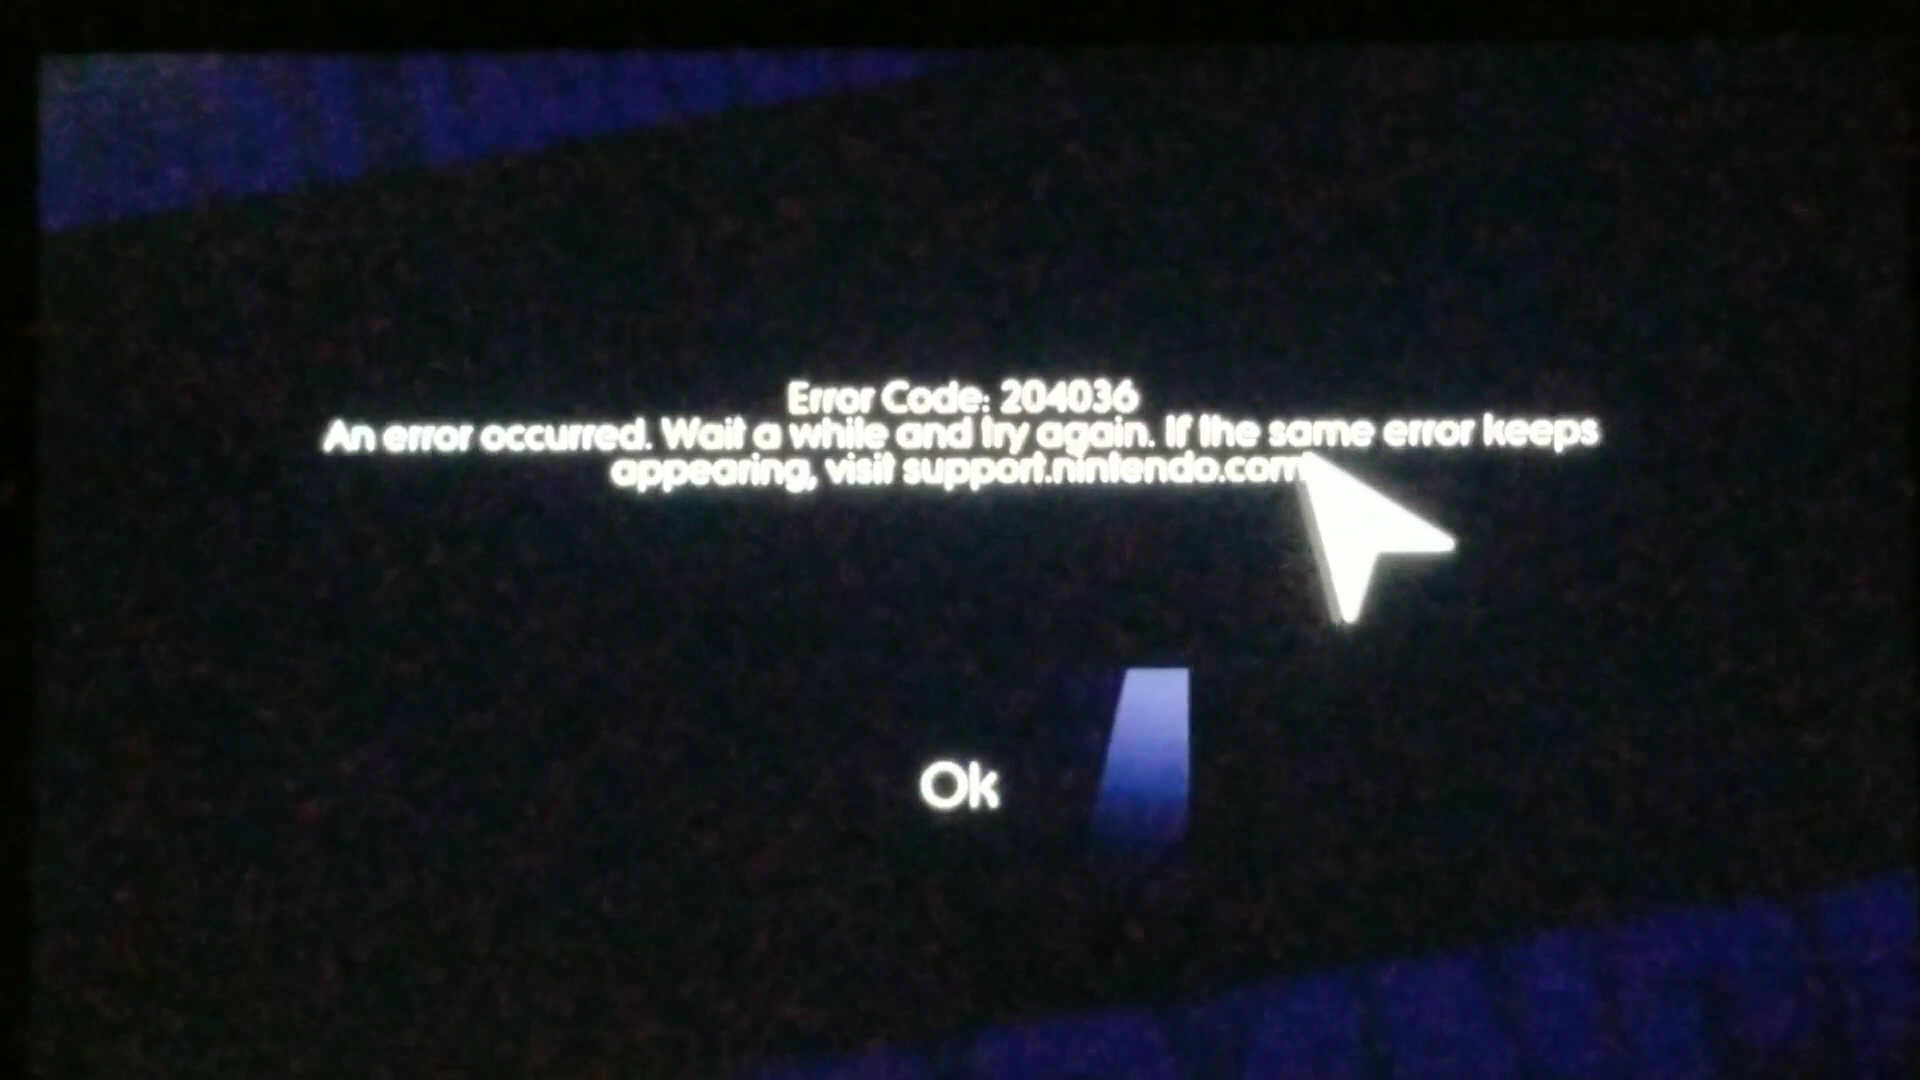 Error Code: 204036
An error occurred. Wait a while and try again. If the same error keeps
appearing, visit support.nintendo.com
Ok